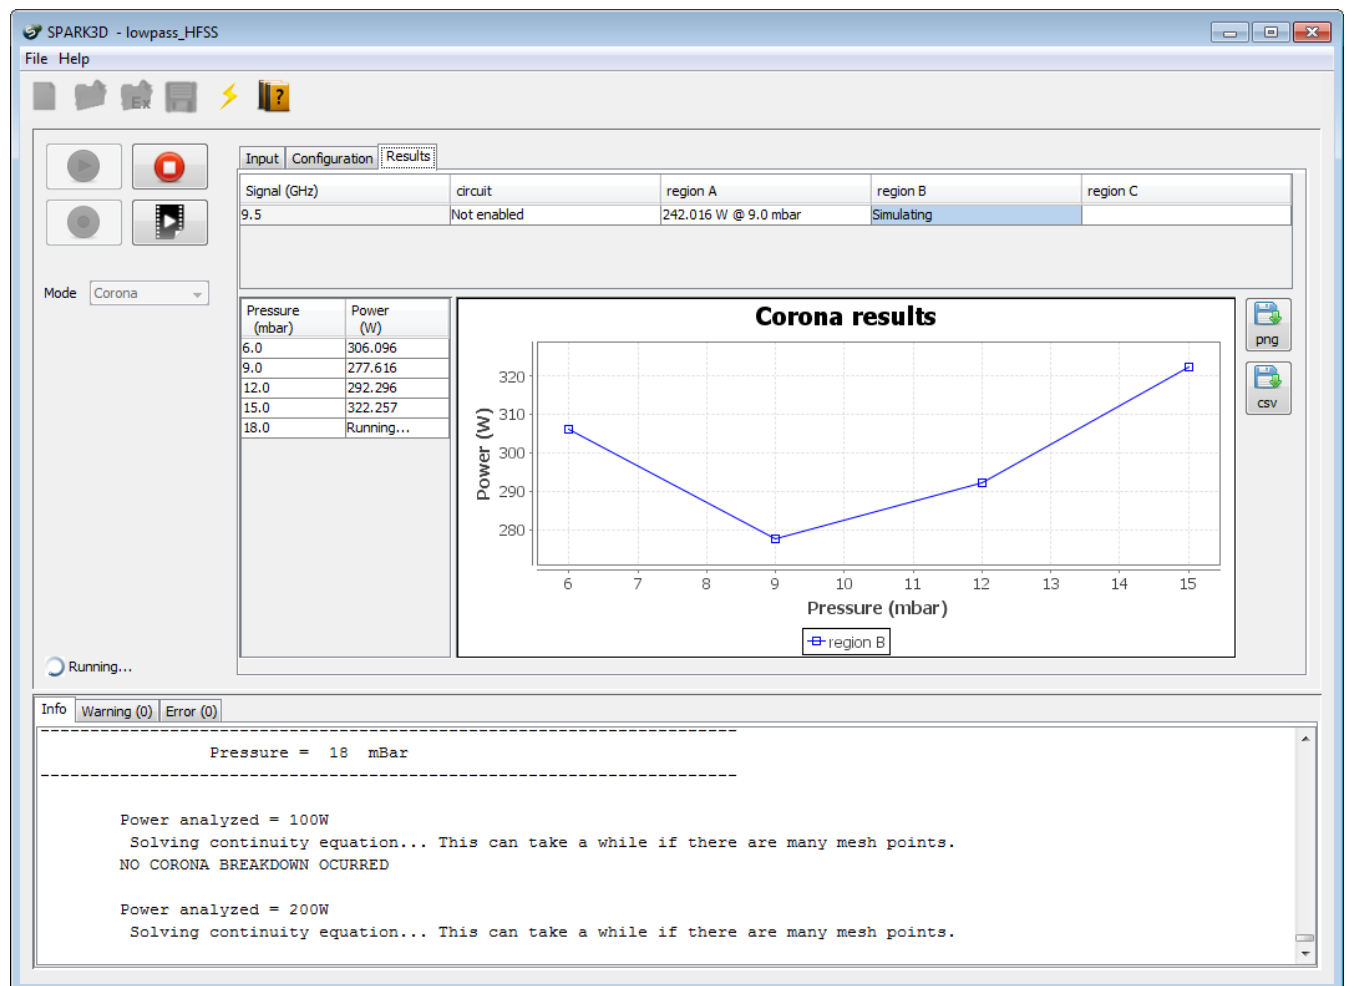 SPARK3D - lowpass_HFSS
File Help
Ex
?
Input Configuration Results
Signal (GHz) circuit region A region B region C
9.5 Not enabled 242.016 W @ 9.0 mbar Simulating
Mode Corona
Pressure (mbar) Power (W)
6.0 306.096
9.0 277.616
12.0 292.296
15.0 322.257
18.0 Running...
Corona results
320
310
300
290
280
Power (W)
6 7 8 9 10 11 12 13 14 15
Pressure (mbar)
region B
png
csv
Running...
Info Warning (0) Error (0)
----------------------------------------------------------------------
Pressure = 18 mBar
----------------------------------------------------------------------
Power analyzed = 100W
Solving continuity equation... This can take a while if there are many mesh points.
NO CORONA BREAKDOWN OCURRED
Power analyzed = 200W
Solving continuity equation... This can take a while if there are many mesh points.